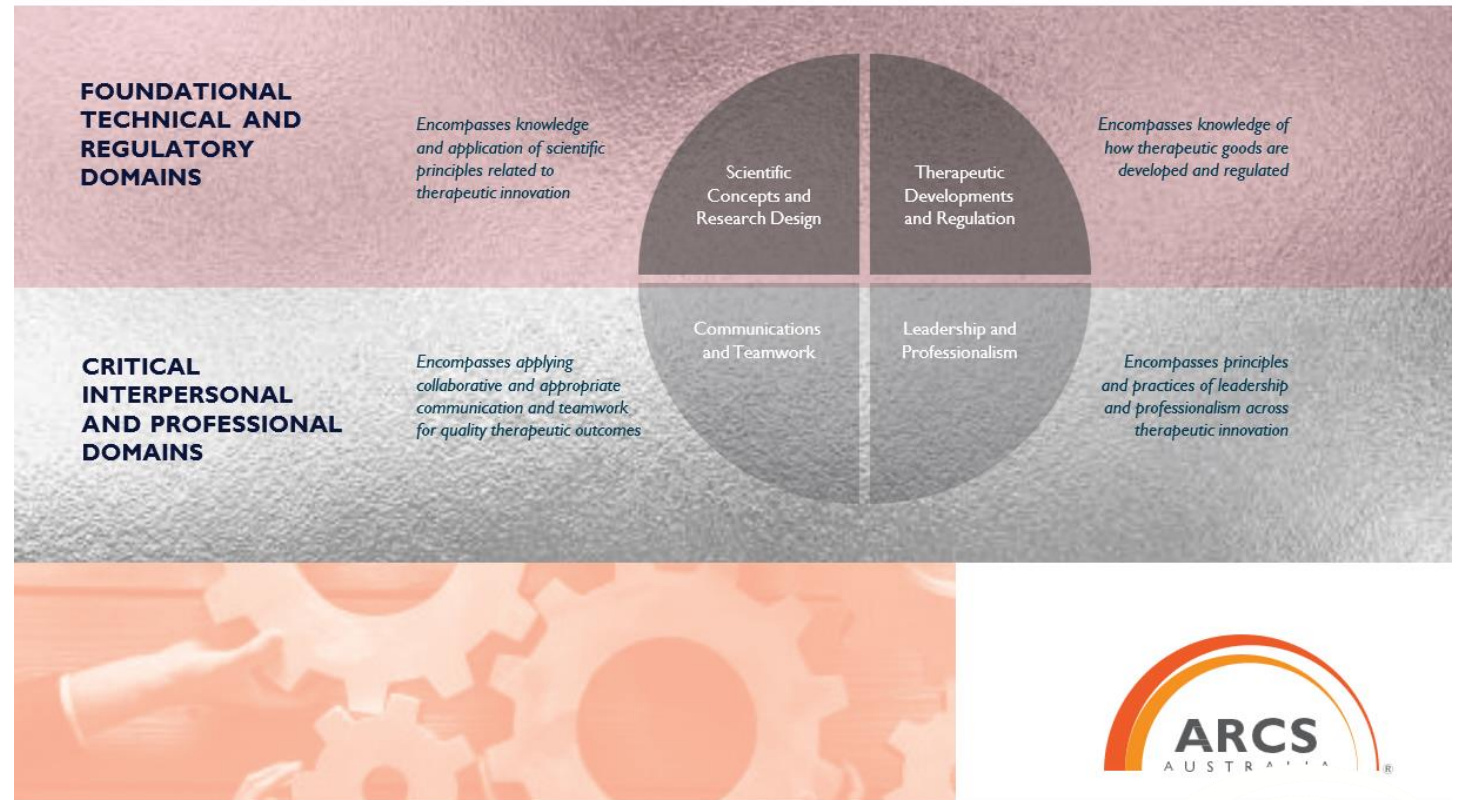 FOUNDATIONAL
TECHNICAL AND
REGULATORY
DOMAINS
Encompasses knowledge
and application of scientific
principles related to
therapeutic innovation
Scientific
Concepts and
Research Design
Therapeutic
Developments
and Regulation
Encompasses knowledge of
how therapeutic goods are
developed and regulated
CRITICAL
INTERPERSONAL
AND PROFESSIONAL
DOMAINS
Encompasses applying
collaborative and appropriate
communication and teamwork
for quality therapeutic outcomes
Communications
and Teamwork
Leadership and
Professionalism
Encompasses principles
and practices of leadership
and professionalism across
therapeutic innovation
ARCS
®